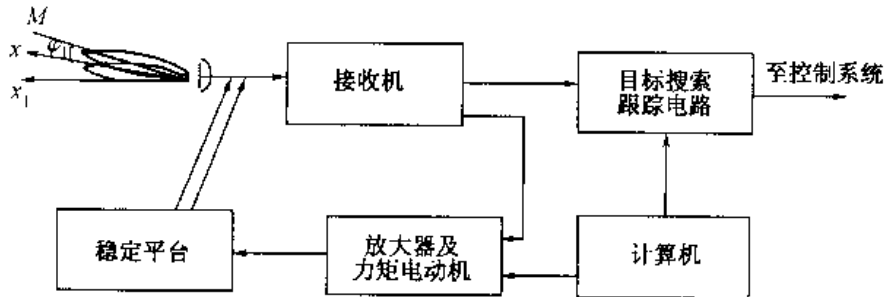 M
x
φ
x₁
接收机
目标搜索
跟踪电路
至控制系统
稳定平台
放大器及
力矩电动机
计算机